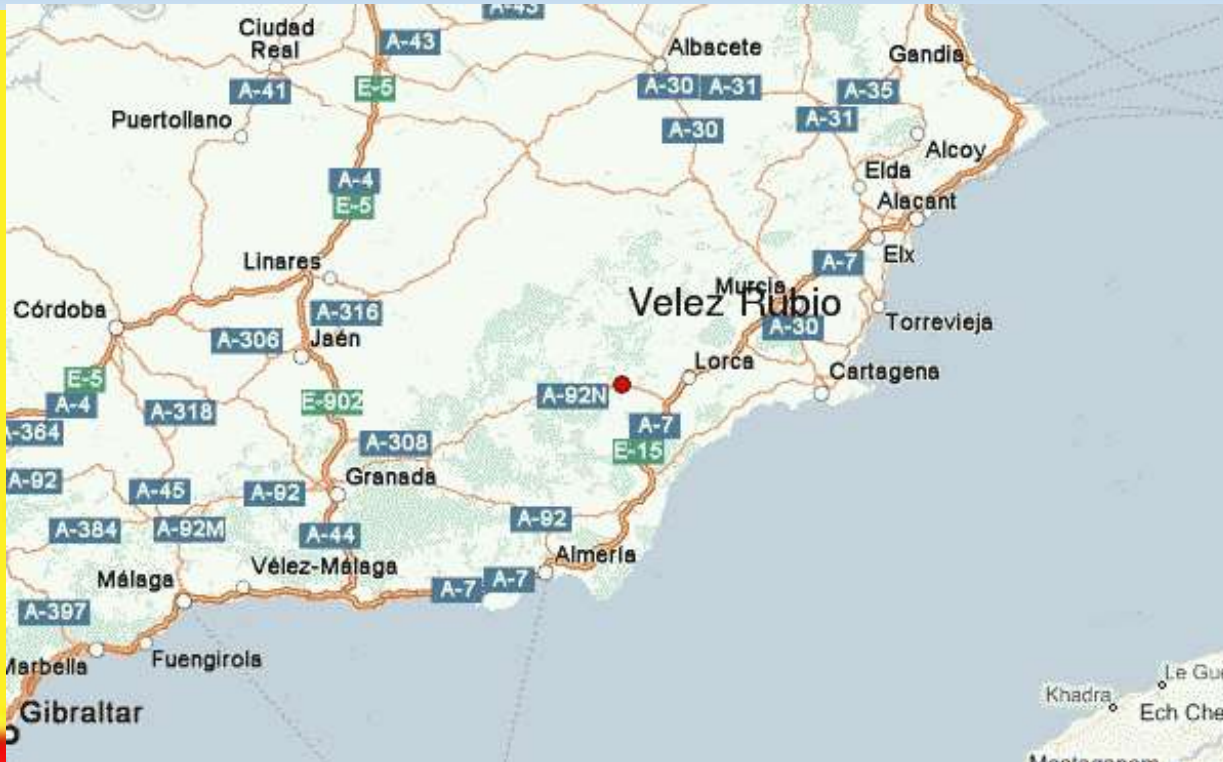 A-43
Ciudad
Real
A-43
Albacete
Gandia
A-41
E-5
A-30
A-31
A-35
Puertollano
A-30
A-31
Alcoy
A-4
Elda
E-5
Alacant
Linares
A-7
Elx
Murcia
Velez Rubio
Córdoba
A-316
A-306
Jaén
A-30
Torrevieja
Lorca
Cartagena
E-5
A-4
A-318
E-902
A-92N
A-364
A-308
A-7
E-15
A-92
A-45
A-92
Granada
A-384
A-92M
A-44
A-92
Almería
Málaga
Vélez-Málaga
A-7
A-7
A-397
Marbella
Fuengirola
Gibraltar
Khadra
Le Gu
Ech Che